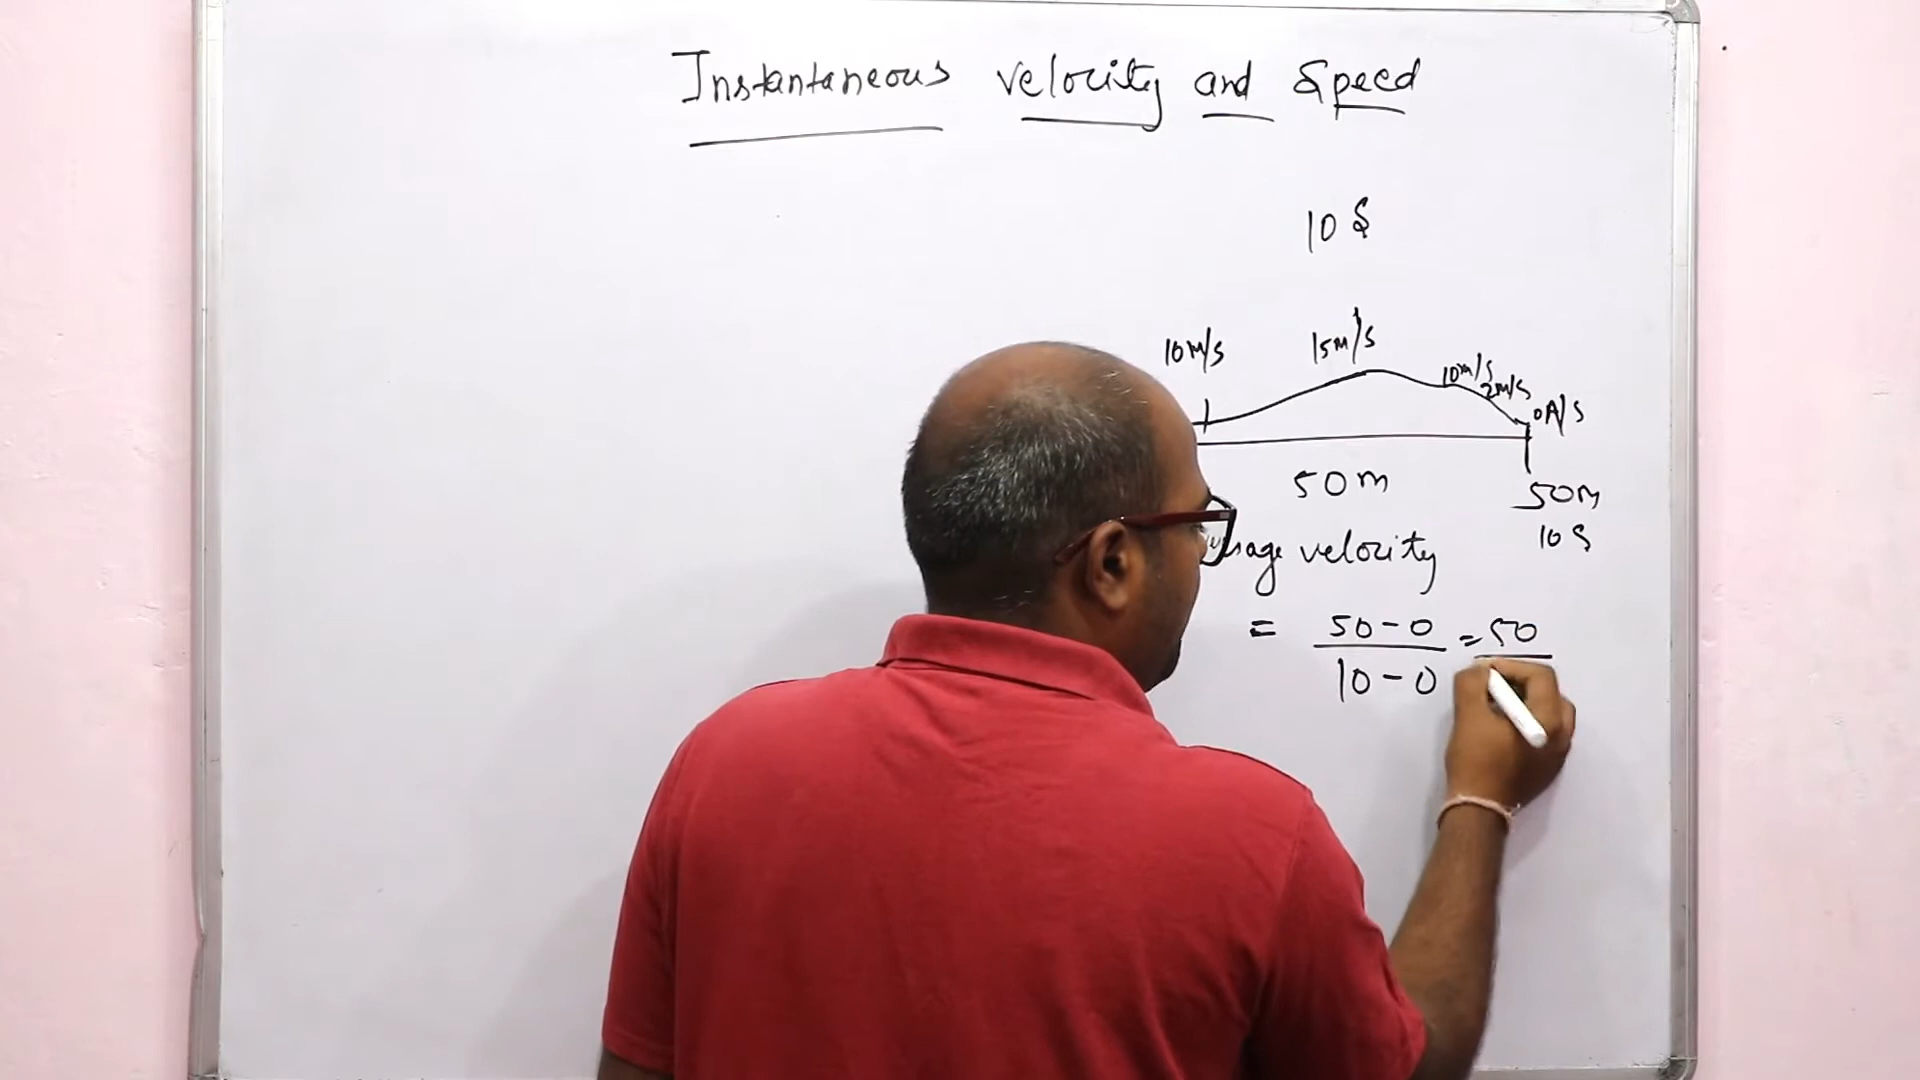 Instantaneous velocity and Speed
10 S
10m/s 15m/s 10m/s 2m/s 0m/s
50m 50m
10 S
velocity
= 50-0 = 50
10-0